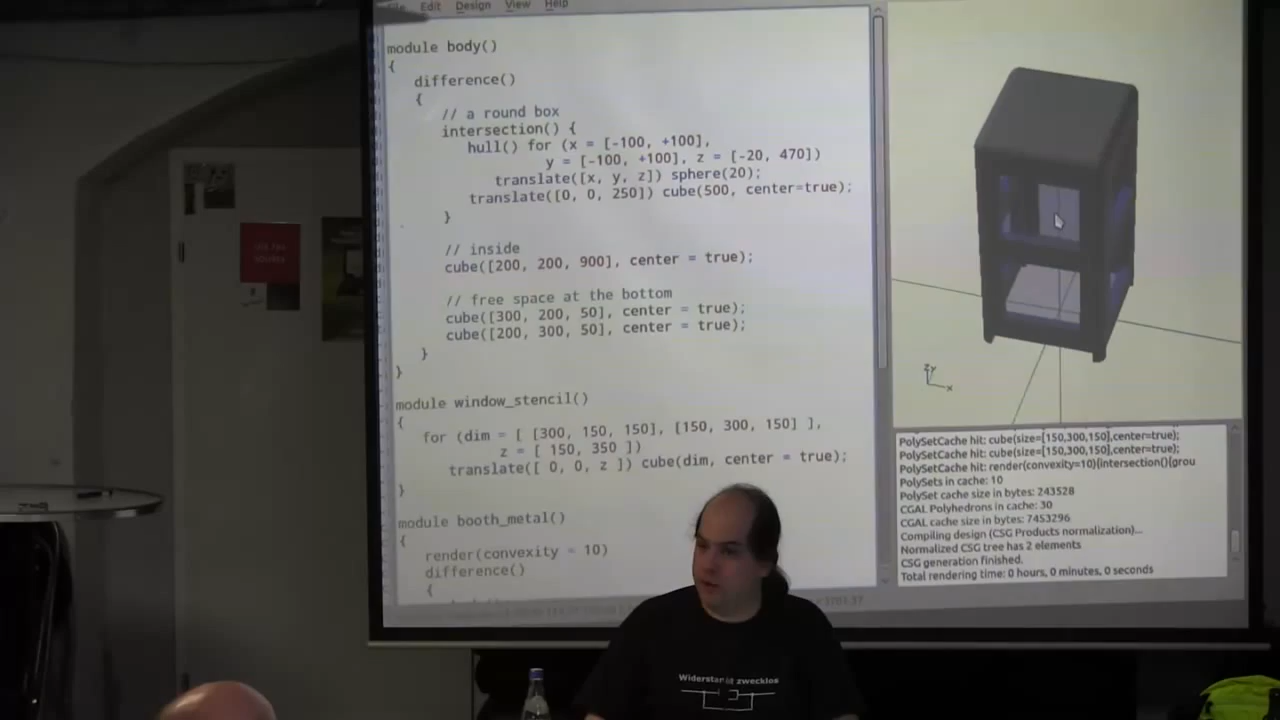 Edit Design View Help
module body()
{
difference()
{
// a round box
intersection() {
hull() for (x = [-100, +100],
y = [-100, +100], z = [-20, 470])
translate([x, y, z]) sphere(20);
translate([0, 0, 250]) cube(500, center=true);
}
// inside
cube([200, 200, 900], center = true);
// free space at the bottom
cube([300, 200, 50], center = true);
cube([200, 300, 50], center = true);
}
}
module window_stencil()
{
for (dim = [ [300, 150, 150], [150, 300, 150] ],
z = [ 150, 350 ])
translate([ 0, 0, z ]) cube(dim, center = true);
}
module booth_metal()
{
render(convexity = 10)
difference()
{
z y
x
PolySetCache hit: cube(size=[150,300,150],center=true);
PolySetCache hit: cube(size=[150,300,150],center=true);
PolySetCache hit: render(convexity=10){intersection(){grou
PolySets in cache: 10
PolySet cache size in bytes: 243528
CGAL Polyhedrons in cache: 30
CGAL cache size in bytes: 7453296
Compiling design (CSG Products normalization)...
Normalized CSG tree has 2 elements
CSG generation finished.
Total rendering time: 0 hours, 0 minutes, 0 seconds
Widerstand ist zwecklos